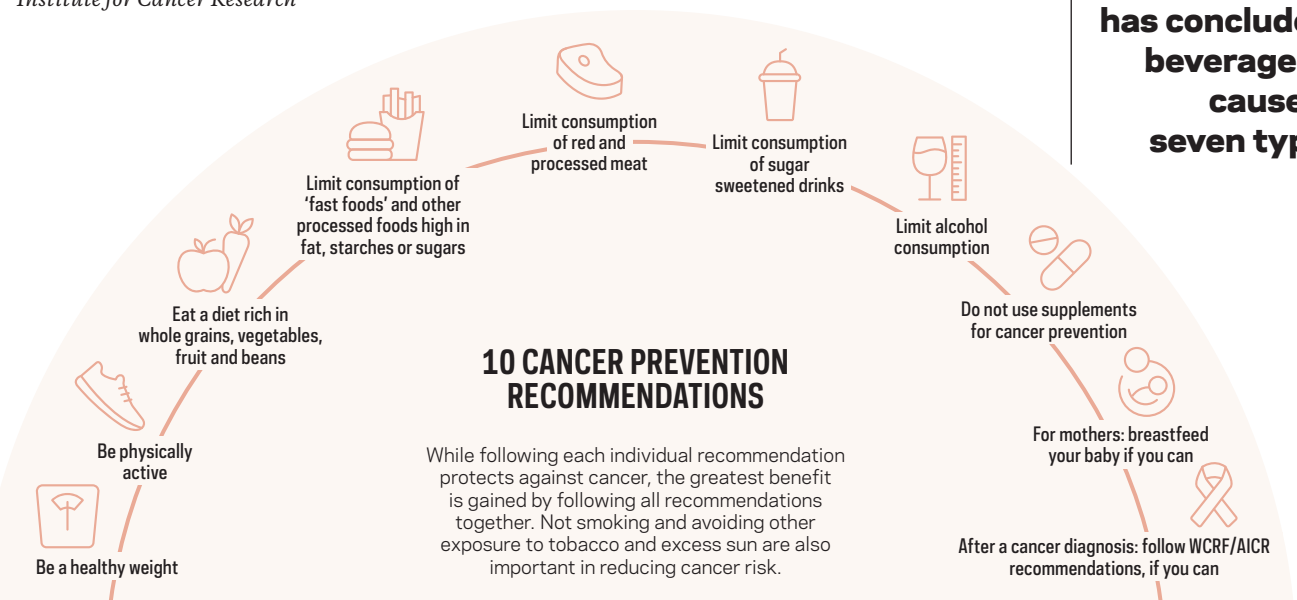 Institute for Cancer Research
has conclud
beverage
cause
seven typ
Limit consumption
of red and
processed meat
Limit consumption
of sugar
sweetened drinks
Limit consumption of
‘fast foods’ and other
processed foods high in
fat, starches or sugars
Limit alcohol
consumption
Eat a diet rich in
whole grains, vegetables,
fruit and beans
Do not use supplements
for cancer prevention
10 CANCER PREVENTION
RECOMMENDATIONS
Be physically
active
For mothers: breastfeed
your baby if you can
While following each individual recommendation
protects against cancer, the greatest benefit
is gained by following all recommendations
together. Not smoking and avoiding other
exposure to tobacco and excess sun are also
important in reducing cancer risk.
Be a healthy weight
After a cancer diagnosis: follow WCRF/AICR
recommendations, if you can